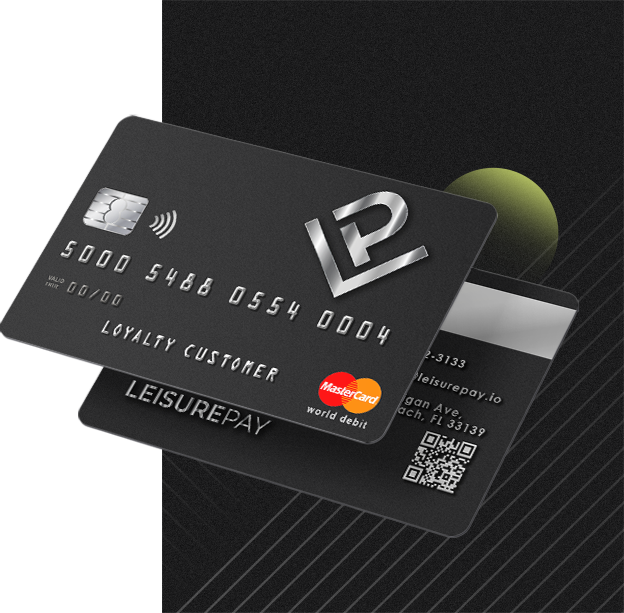 LP
5000 5488 0554 0004
VALID
THRU 00/00
LOYALTY CUSTOMER
MasterCard
world debit
2-3133
@leisurepay.io
gan Ave,
ach, FL 33139
LEISUREPAY